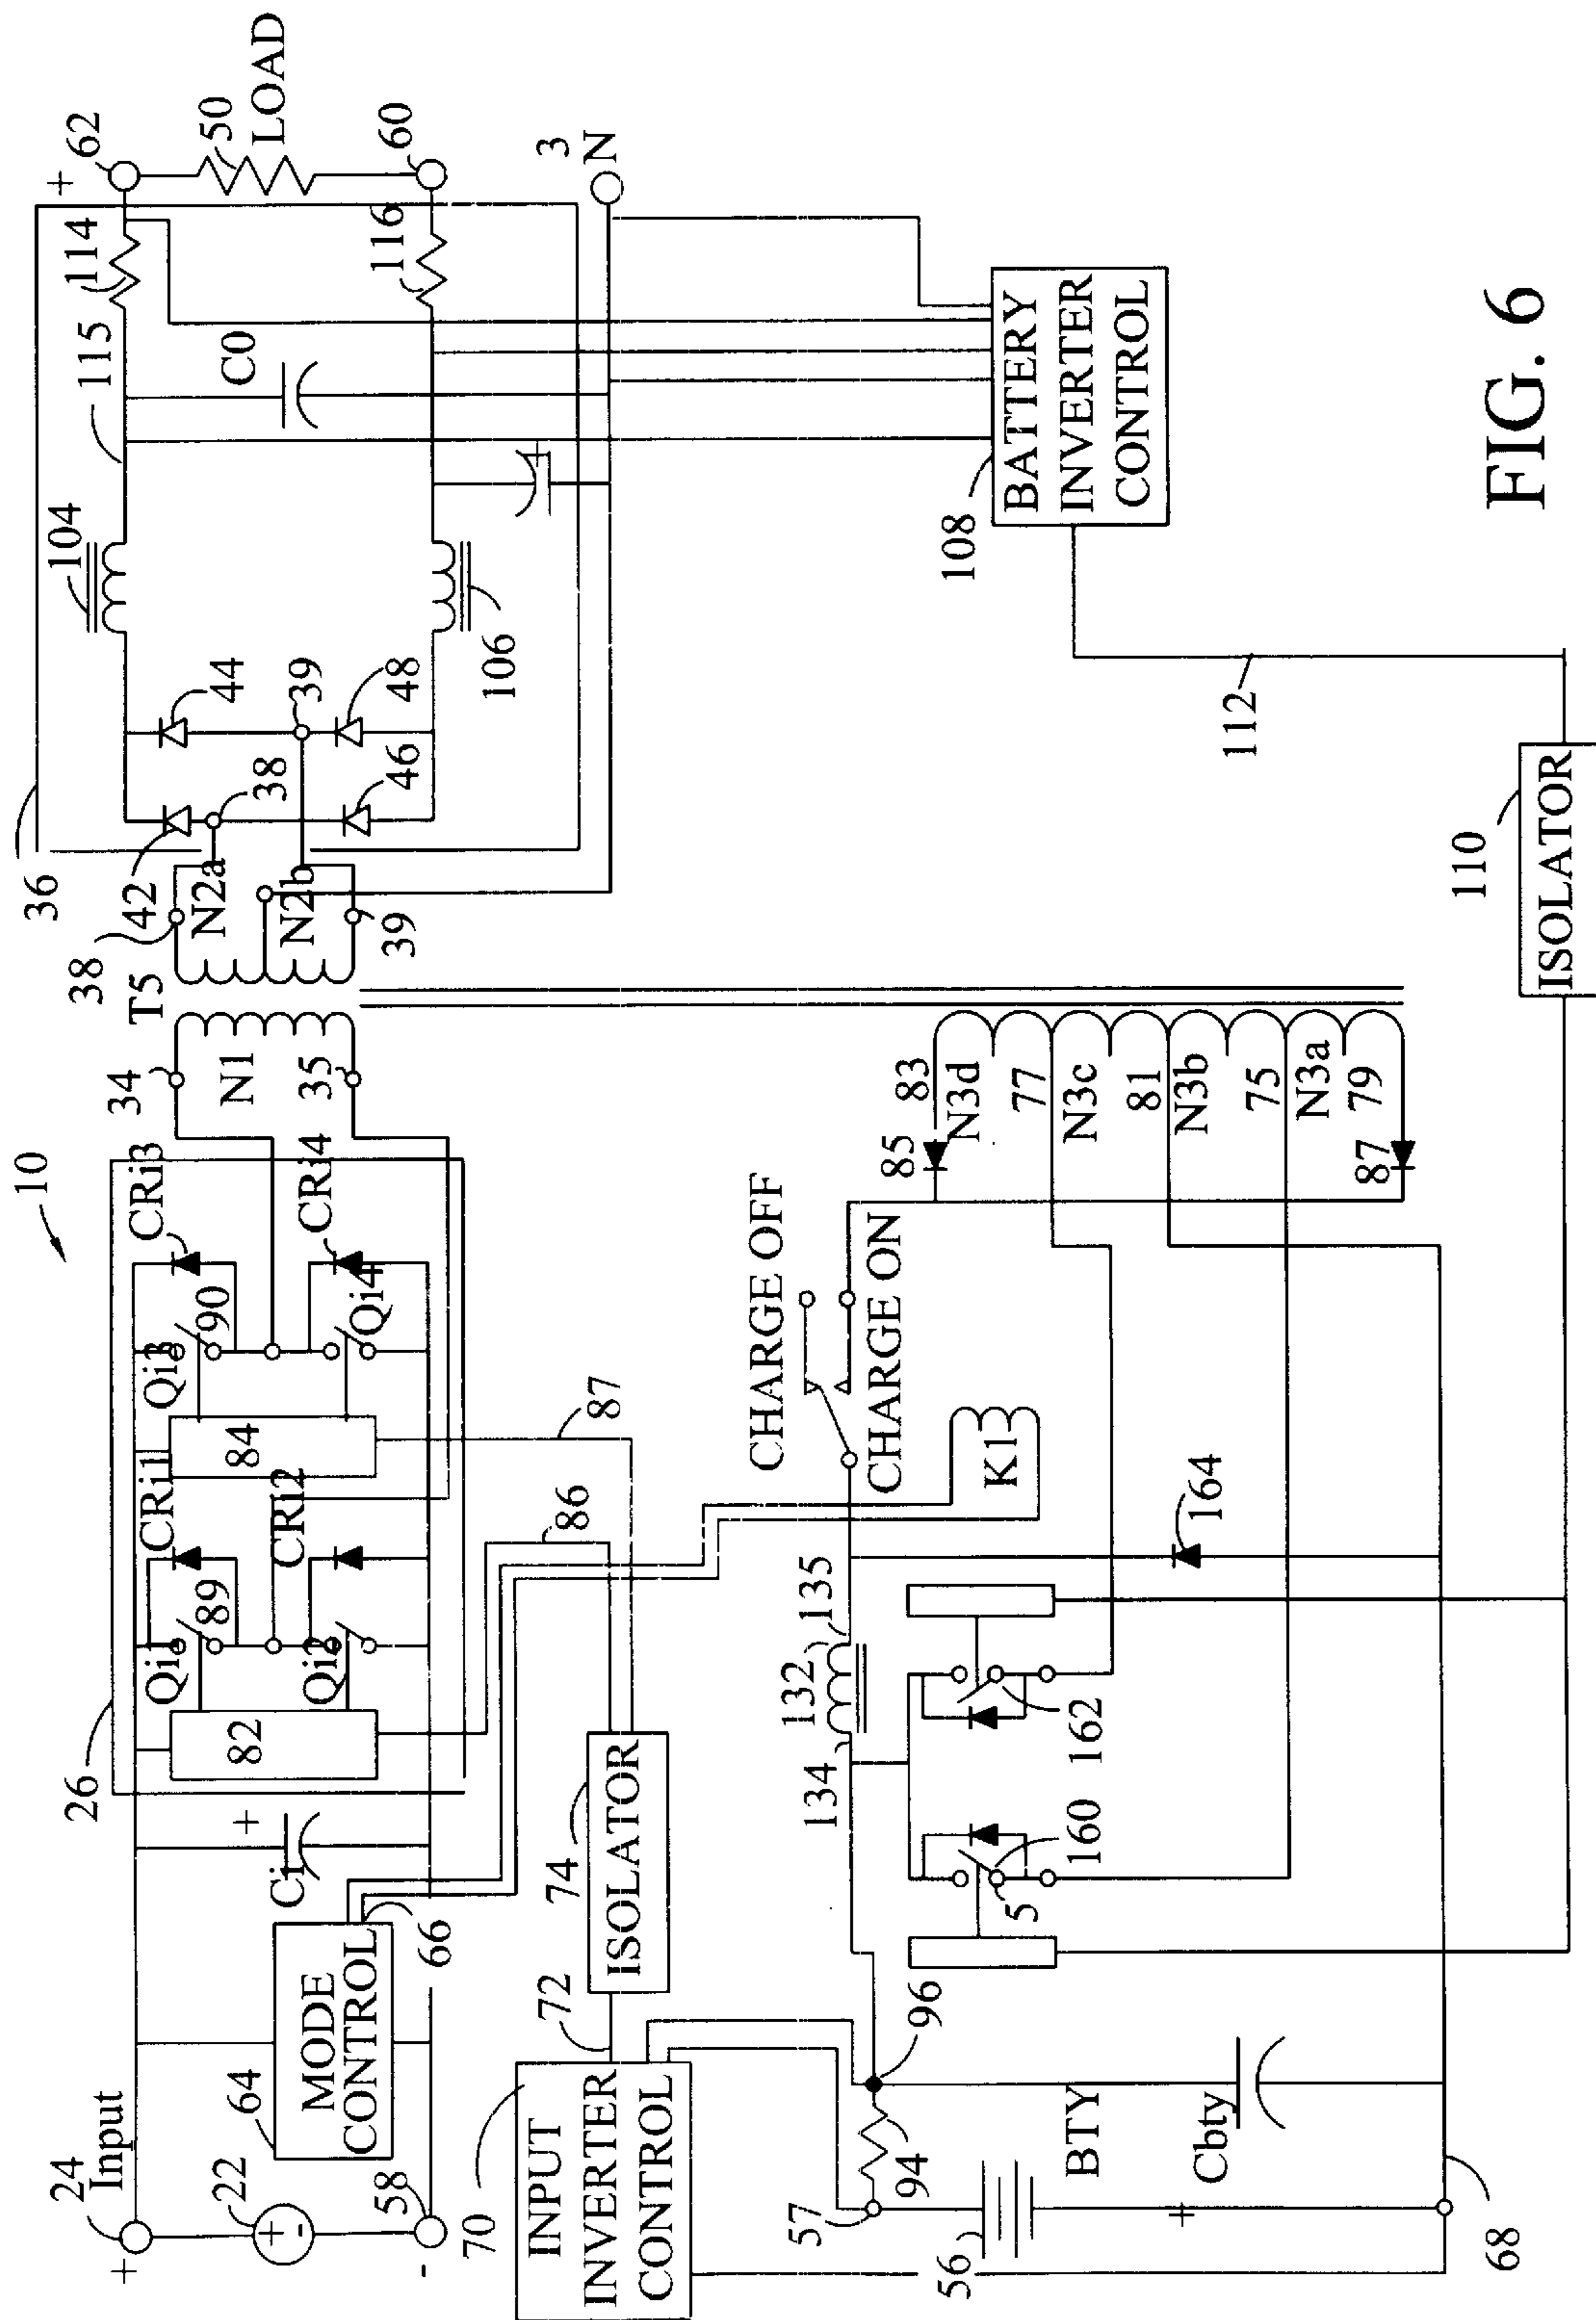 10
24
Input
+
22
+
-
58
-
64
MODE
CONTROL
66
Ci
+
26
82
Qi1
89
CRi1
Qi2
CRi2
84
Qi3
90
CRi3
Qi4
CRi4
86
87
34
N1
35
T5
38
N2a
N2b
39
36
42
38
44
39
46
48
104
106
115
C0
+
114
116
+
62
50
LOAD
60
3
N
70
INPUT
INVERTER
CONTROL
72
74
ISOLATOR
57
94
96
56
BTY
+
Cbty
68
134
132
135
5
160
162
164
K1
CHARGE OFF
CHARGE ON
85
83
N3d
77
N3c
81
N3b
75
N3a
79
87
108
BATTERY
INVERTER
CONTROL
112
110
ISOLATOR
FIG. 6